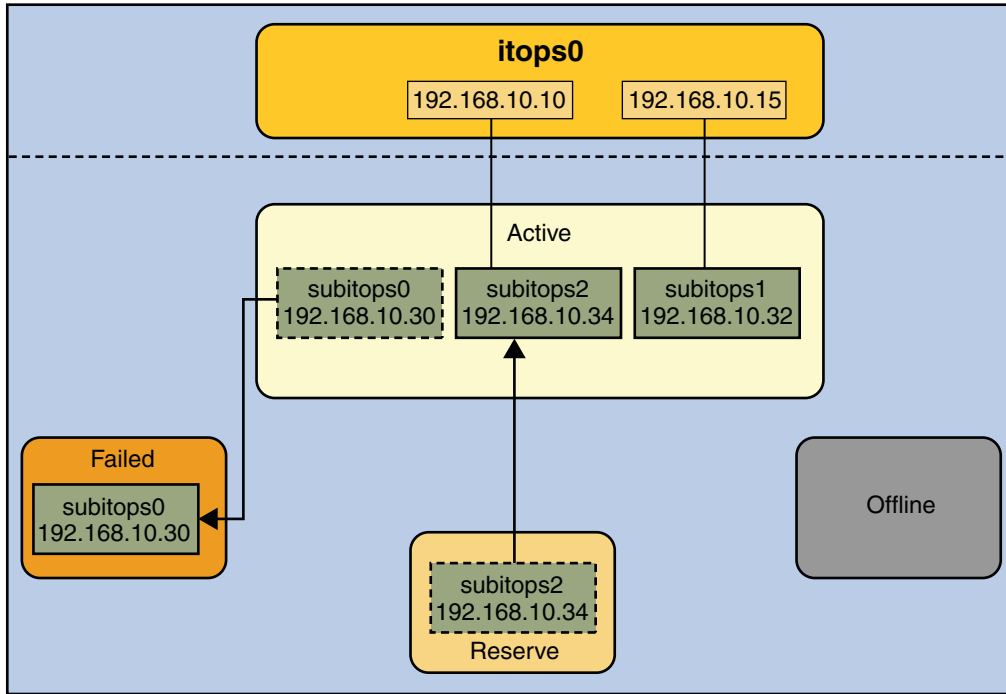 itops0
192.168.10.10
192.168.10.15
Active
subitops0
192.168.10.30
subitops2
192.168.10.34
subitops1
192.168.10.32
Failed
subitops0
192.168.10.30
Offline
subitops2
192.168.10.34
Reserve